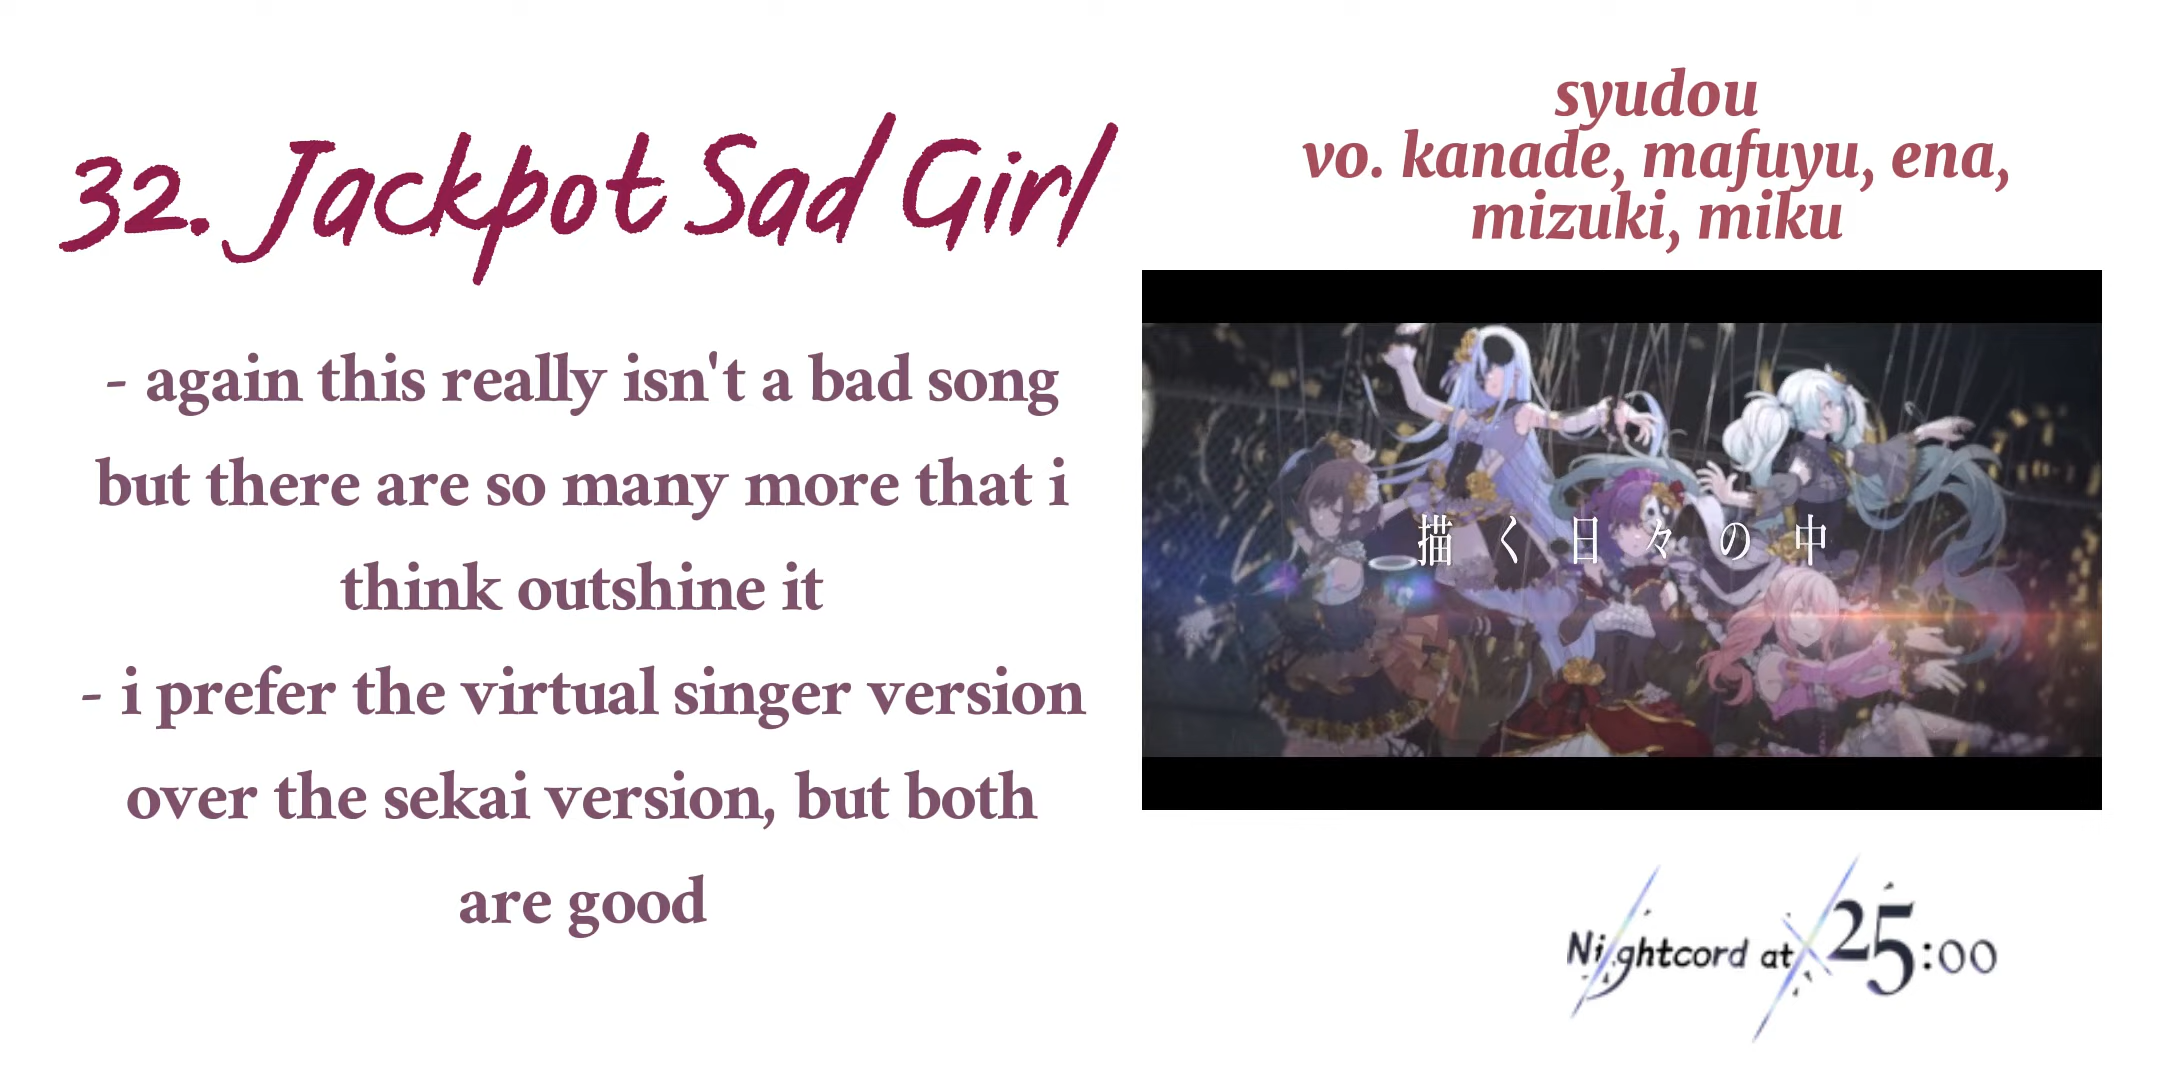 32. Jackpot Sad Girl
- again this really isn't a bad song
but there are so many more that i
think outshine it
- i prefer the virtual singer version
over the sekai version, but both
are good
syudou
vo. kanade, mafuyu, ena,
mizuki, miku
描く日々の中
Nightcord at 25:00